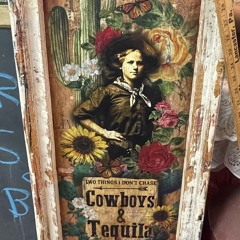 TWO THINGS I DON'T CHASE
Cowboys
&
Tequila